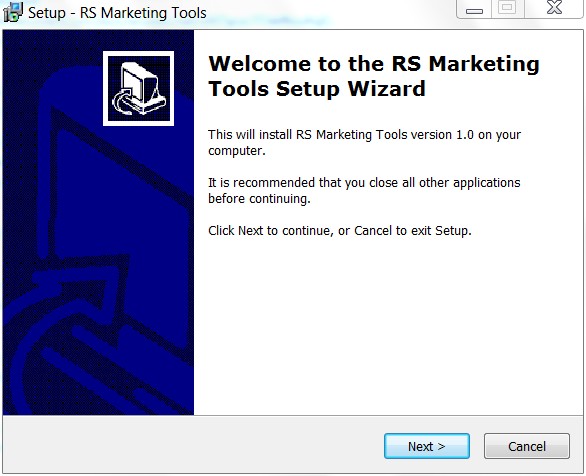 Setup - RS Marketing Tools
Welcome to the RS Marketing
Tools Setup Wizard
This will install RS Marketing Tools version 1.0 on your
computer.
It is recommended that you close all other applications
before continuing.
Click Next to continue, or Cancel to exit Setup.
Next >
Cancel